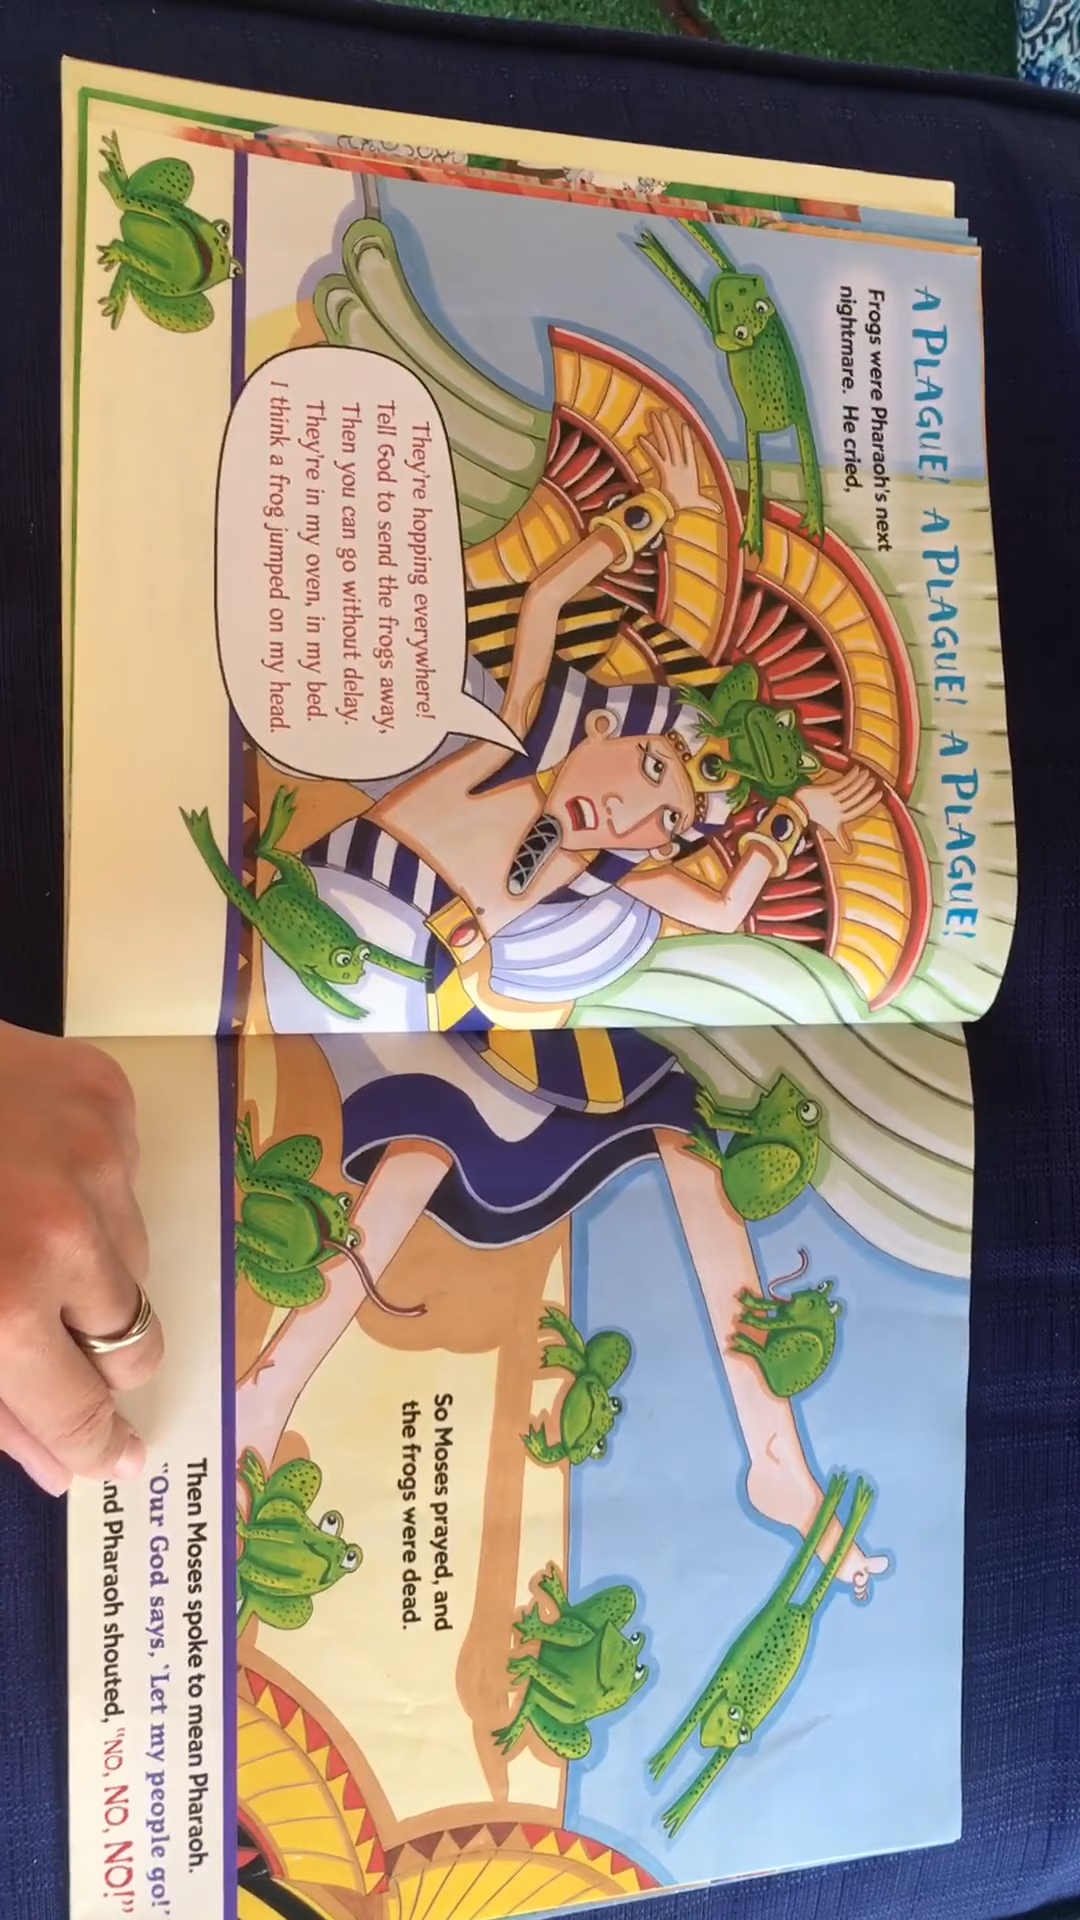 A PLAGUE! A PLAGUE! A PLAGUE!
Frogs were Pharaoh's next
nightmare. He cried,
They're hopping everywhere!
Tell God to send the frogs away,
Then you can go without delay.
They're in my oven, in my bed.
I think a frog jumped on my head.
So Moses prayed, and
the frogs were dead.
Then Moses spoke to mean Pharaoh.
"Our God says, 'Let my people go!'
Pharaoh shouted, "NO, NO, NO!"